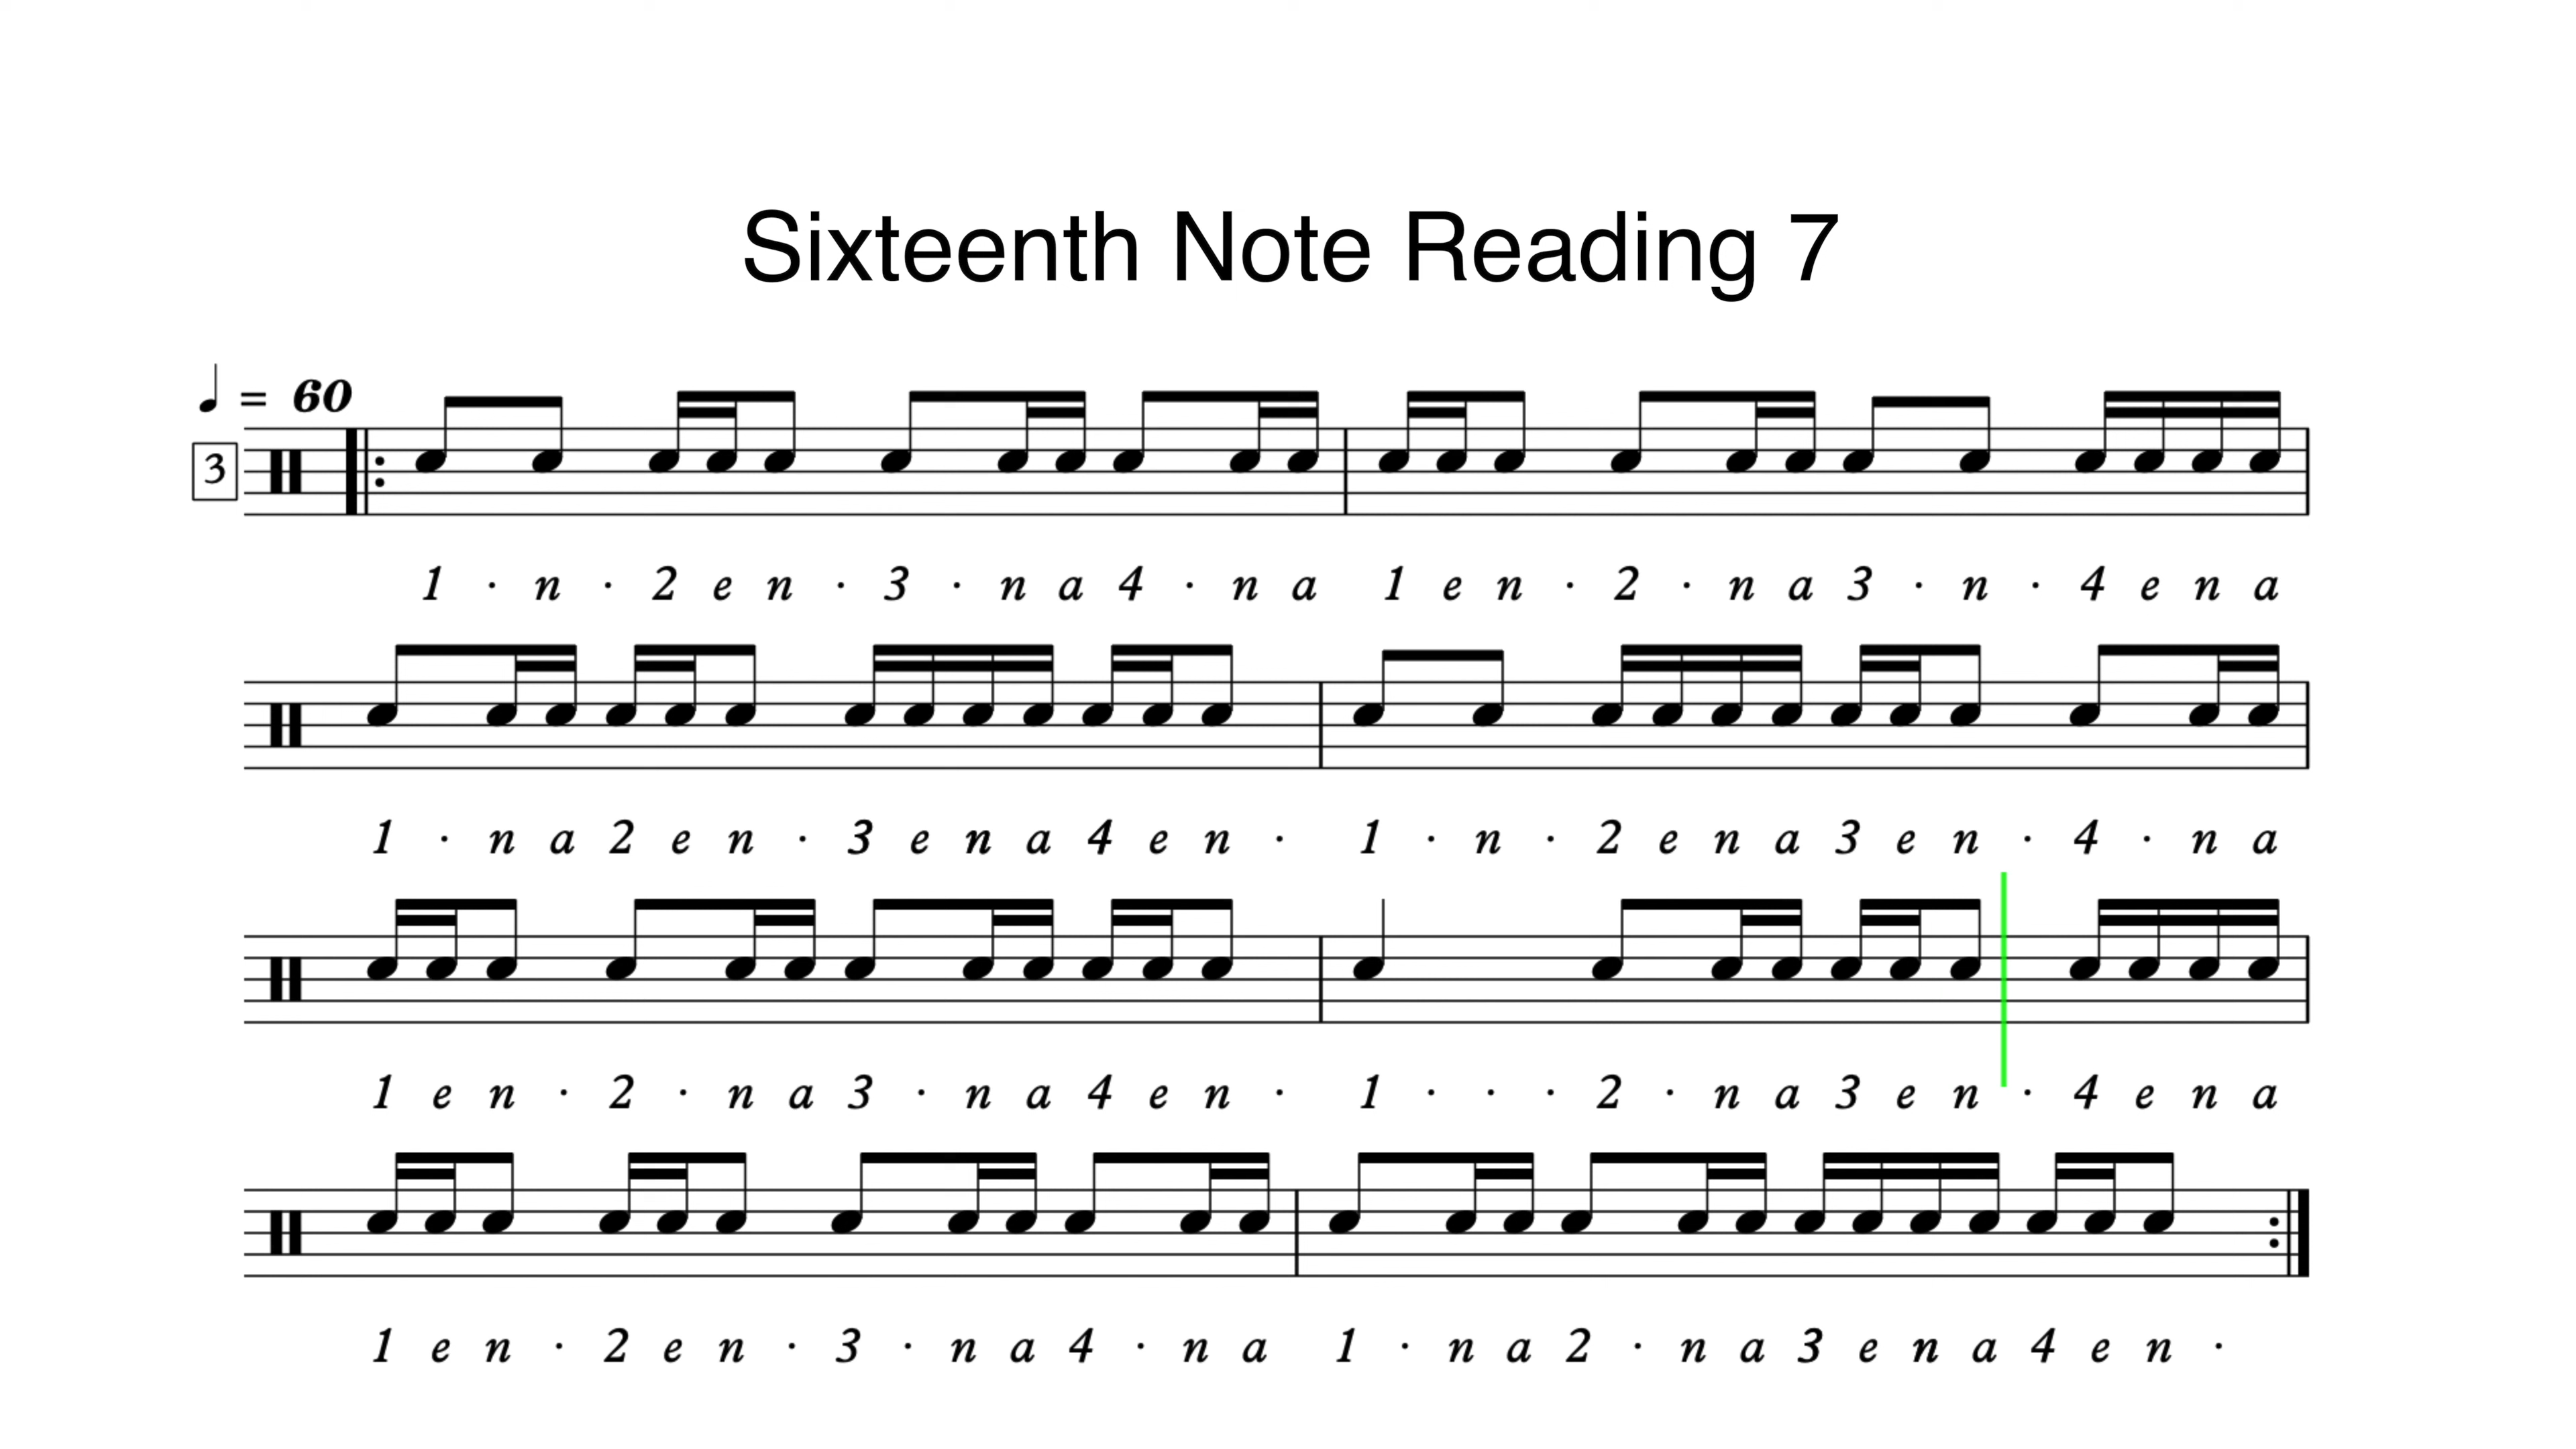 Sixteenth Note Reading 7
♩ = 60
3
1 · n · 2 e n · 3 · n a 4 · n a 1 e n · 2 · n a 3 · n · 4 e n a
1 · n a 2 e n · 3 e n a 4 e n · 1 · n · 2 e n a 3 e n · 4 · n a
1 e n · 2 · n a 3 · n a 4 e n · 1 · · · 2 · n a 3 e n · 4 e n a
1 e n · 2 e n · 3 · n a 4 · n a 1 · n a 2 · n a 3 e n a 4 e n ·